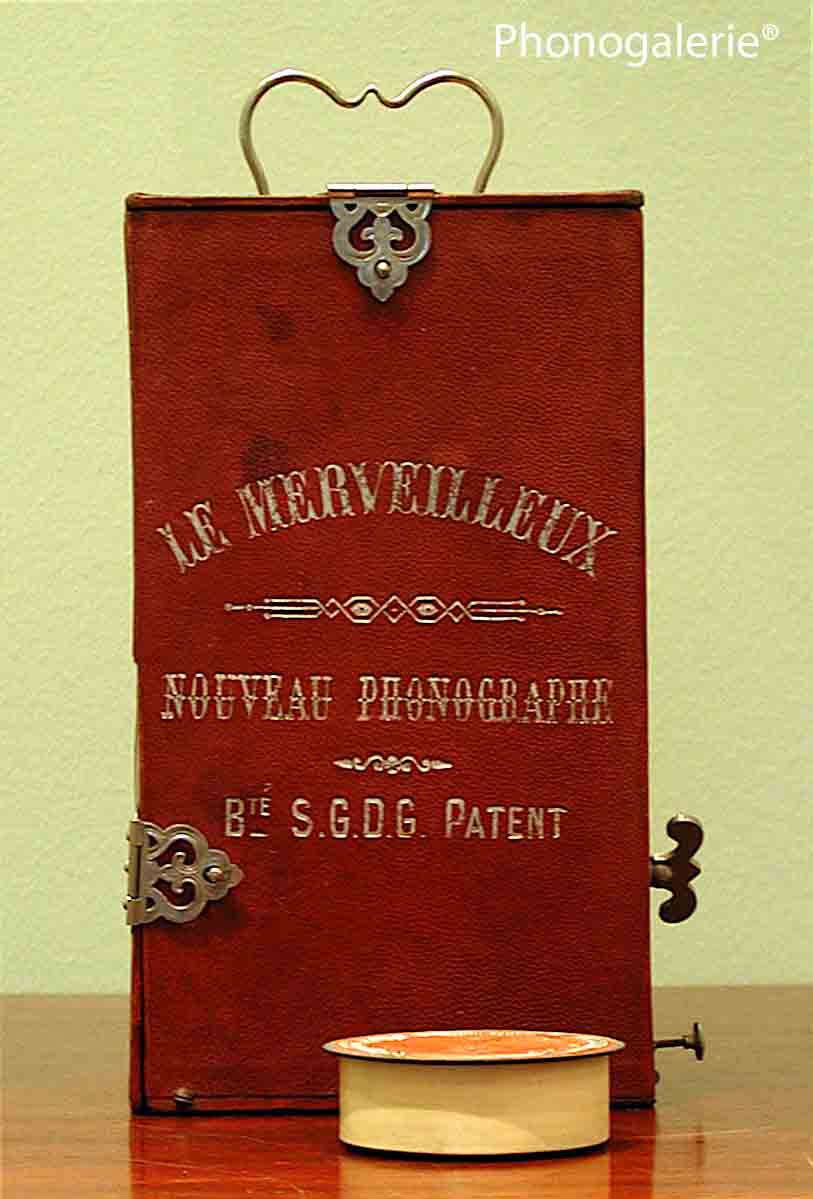 Phonogalerie®
LE MERVEILLEUX
NOUVEAU PHONOGRAPHE
BTÉ S.G.D.G. PATENT